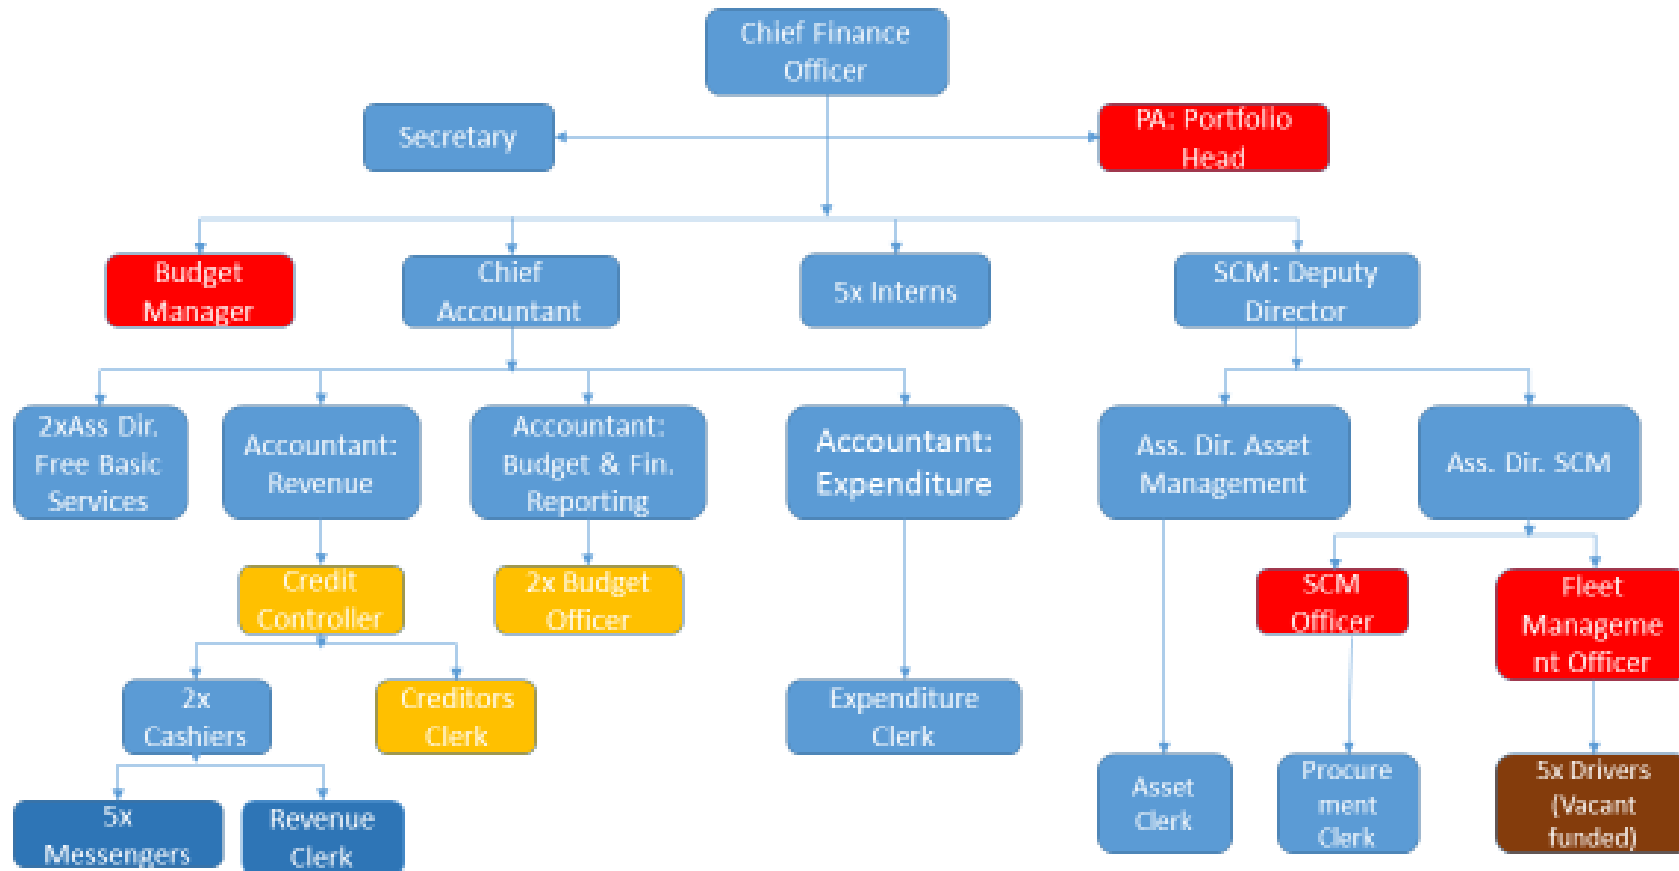 Chief Finance
Officer
Secretary
PA: Portfolio
Head
Budget
Manager
Chief
Accountant
5x Interns
SCM: Deputy
Director
2xAss Dir.
Free Basic
Services
Accountant:
Revenue
Accountant:
Budget & Fin.
Reporting
Accountant:
Expenditure
Ass. Dir. Asset
Management
Ass. Dir. SCM
Credit
Controller
2x Budget
Officer
SCM
Officer
Fleet
Manageme
nt Officer
2x
Cashiers
Creditors
Clerk
Expenditure
Clerk
Asset
Clerk
Procure
ment
Clerk
5x Drivers
(Vacant
funded)
5x
Messengers
Revenue
Clerk